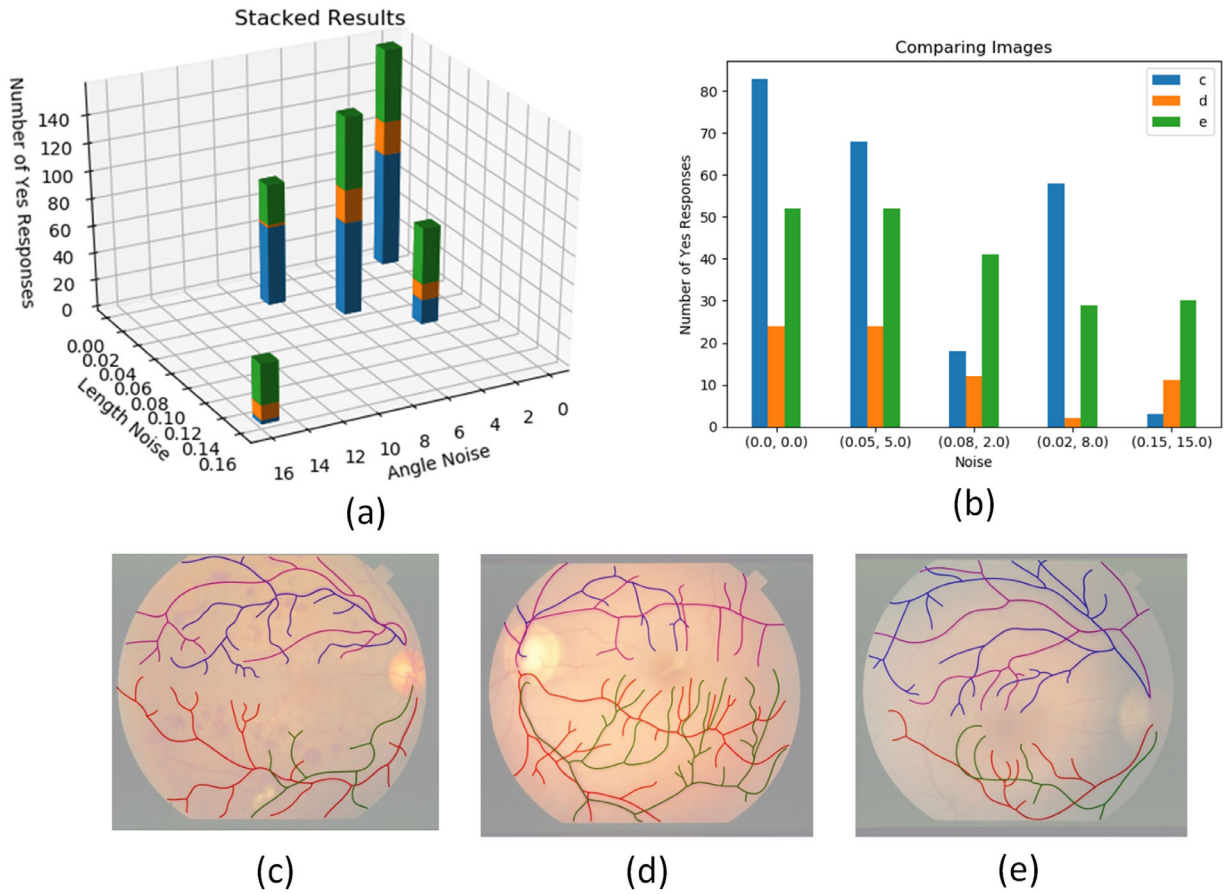 Stacked Results
Number of Yes Responses
140
120
100
80
60
40
20
0
0.00
0.02
0.04
0.06
0.08
0.10
0.12
0.14
0.16
Length Noise
16
14
12
10
8
6
4
2
0
Angle Noise
(a)
Comparing Images
c
d
e
Number of Yes Responses
80
70
60
50
40
30
20
10
0
(0.0, 0.0) (0.05, 5.0) (0.08, 2.0) (0.02, 8.0) (0.15, 15.0)
Noise
(b)
(c)
(d)
(e)